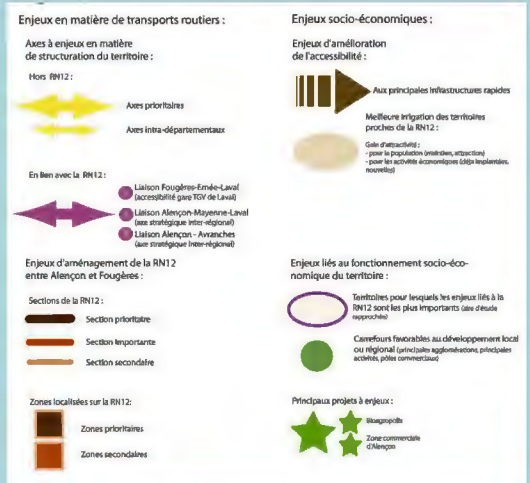 Enjeux en matière de transports routiers :
Axes à enjeux en matière
de structuration du territoire :
Hors RN12 :
Axes prioritaires
Axes intra-départementaux
En lien avec la RN12 :
Liaison Fougères-Ernée-Laval
(accessibilité gare TGV de Laval)
Liaison Alençon-Mayenne-Laval
(axe stratégique inter-régional)
Liaison Alençon - Avranches
(axe stratégique inter-régional)
Enjeux d'aménagement de la RN12
entre Alençon et Fougères :
Sections de la RN12 :
Section prioritaire
Section importante
Section secondaire
Zones localisées sur la RN12:
Zones prioritaires
Zones secondaires
Enjeux socio-économiques :
Enjeux d'amélioration
de l'accessibilité :
Aux principales infrastructures rapides
Meilleure irrigation des territoires
proches de la RN12 :
Gain d'attractivité :
- pour la population (maintien, attraction)
- pour les activités économiques (déjà implantées,
nouvelles)
Enjeux liés au fonctionnement socio-éco-
nomique du territoire :
Territoires pour lesquels les enjeux liés à la
RN12 sont les plus importants (aire d'étude
rapprochée)
Carrefours favorables au développement local
ou régional (principales agglomérations, principales
activités, pôles commerciaux)
Principaux projets à enjeux :
Bioagropolis
Zone commerciale
d'Alençon